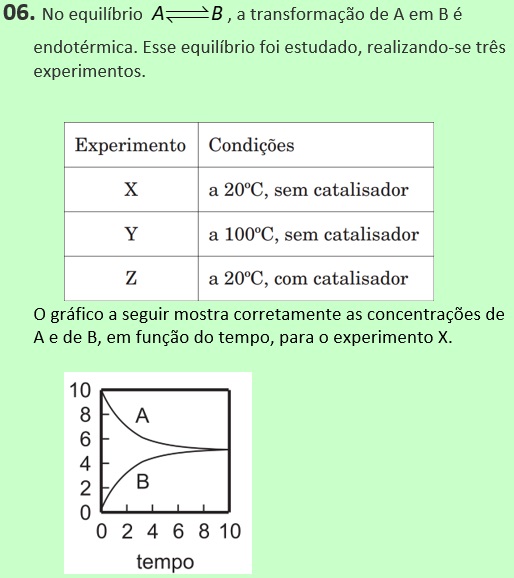 06. No equilíbrio A ⇌ B , a transformação de A em B é
endotérmica. Esse equilíbrio foi estudado, realizando-se três
experimentos.
Experimento Condições
X a 20ºC, sem catalisador
Y a 100ºC, sem catalisador
Z a 20ºC, com catalisador
O gráfico a seguir mostra corretamente as concentrações de
A e de B, em função do tempo, para o experimento X.
10
8 A
6
4
2 B
0
0 2 4 6 8 10
tempo